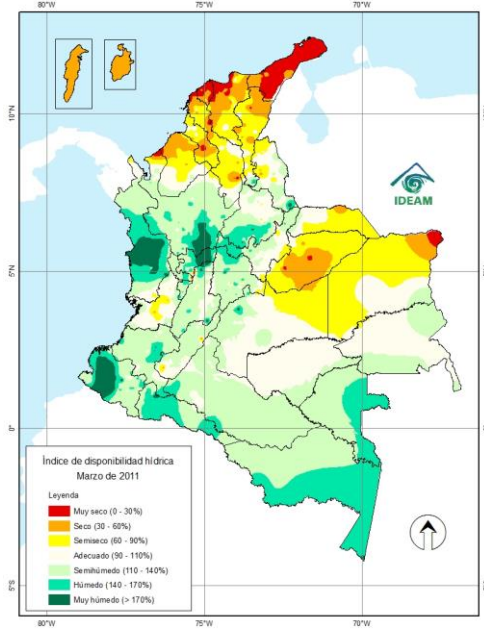 80°W 75°W 70°W
10°N
IDEAM
5°N
0°
Índice de disponibilidad hídrica
Marzo de 2011
Leyenda
Muy seco (0 - 30%)
Seco (30 - 60%)
Semiseco (60 - 90%)
Adecuado (90 - 110%)
Semihúmedo (110 - 140%)
Húmedo (140 - 170%)
Muy húmedo (> 170%)
5°S
80°W 75°W 70°W